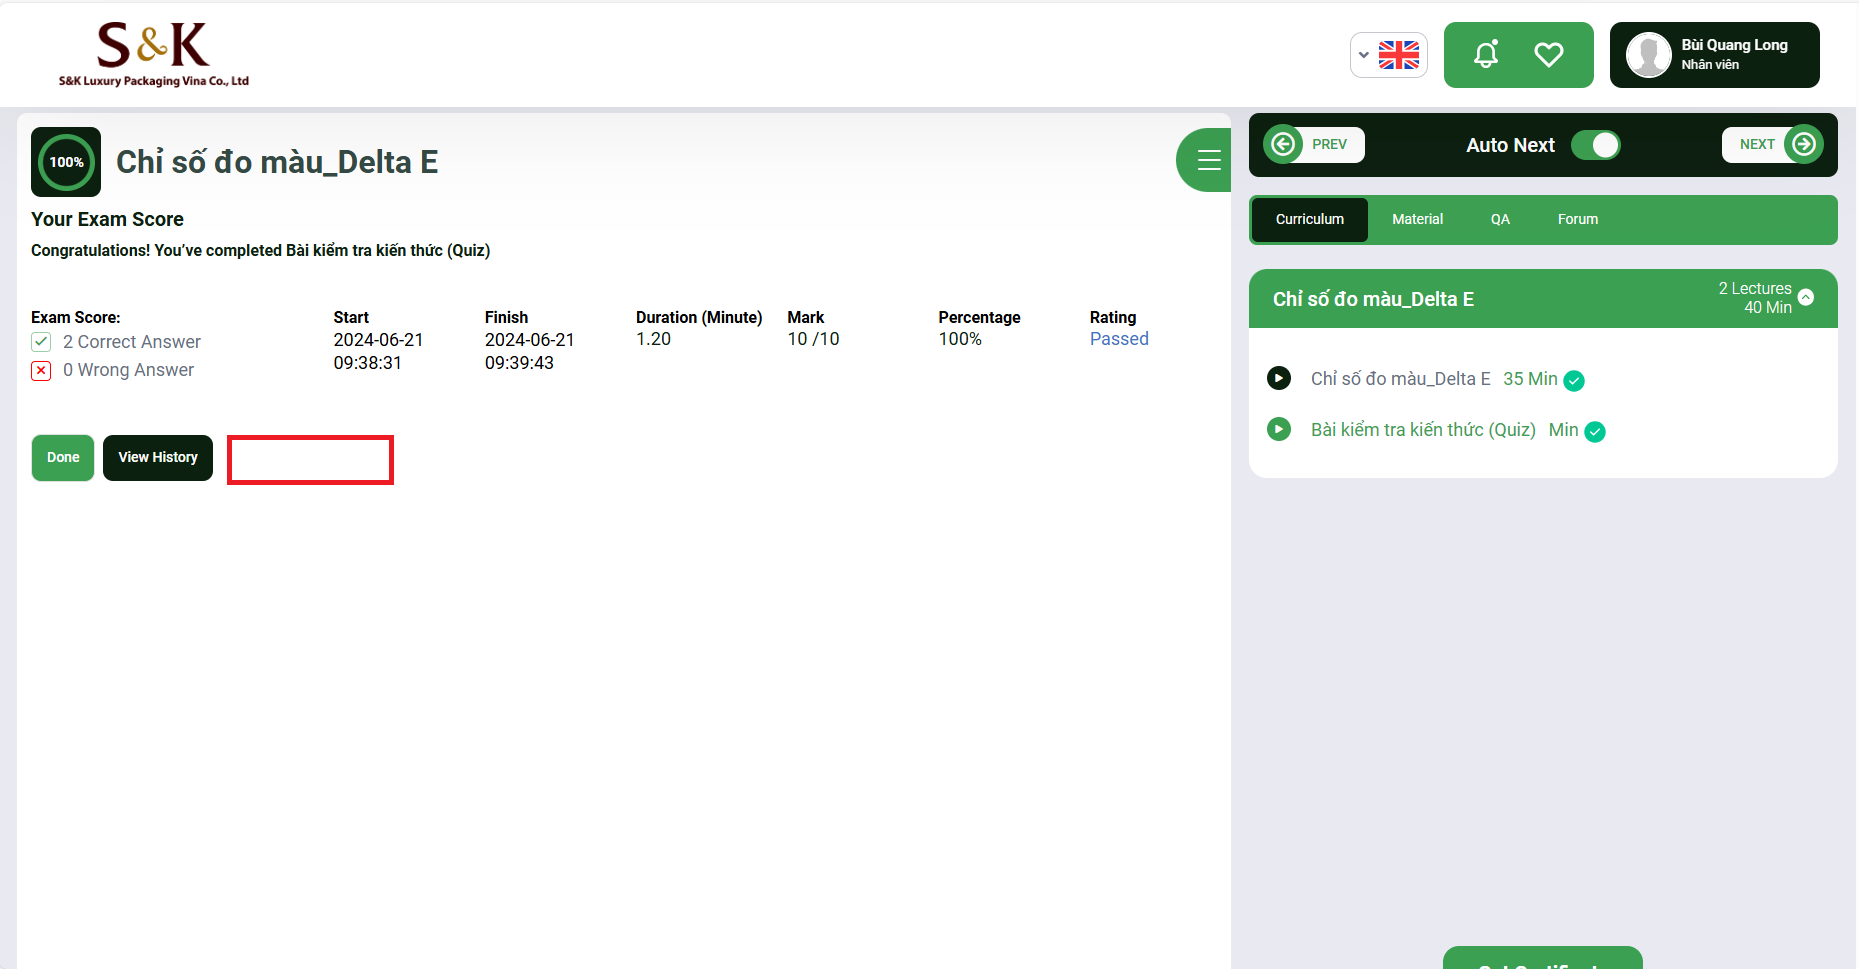 S&K
S&K Luxury Packaging Vina Co., Ltd
Bùi Quang Long
Nhân viên
100%
Chỉ số đo màu_Delta E
Your Exam Score
Congratulations! You've completed Bài kiểm tra kiến thức (Quiz)
Exam Score:
2 Correct Answer
0 Wrong Answer
Start
2024-06-21
09:38:31
Finish
2024-06-21
09:39:43
Duration (Minute)
1.20
Mark
10 /10
Percentage
100%
Rating
Passed
Done
View History
PREV
Auto Next
NEXT
Curriculum
Material
QA
Forum
Chỉ số đo màu_Delta E
2 Lectures
40 Min
Chỉ số đo màu_Delta E 35 Min
Bài kiểm tra kiến thức (Quiz) Min